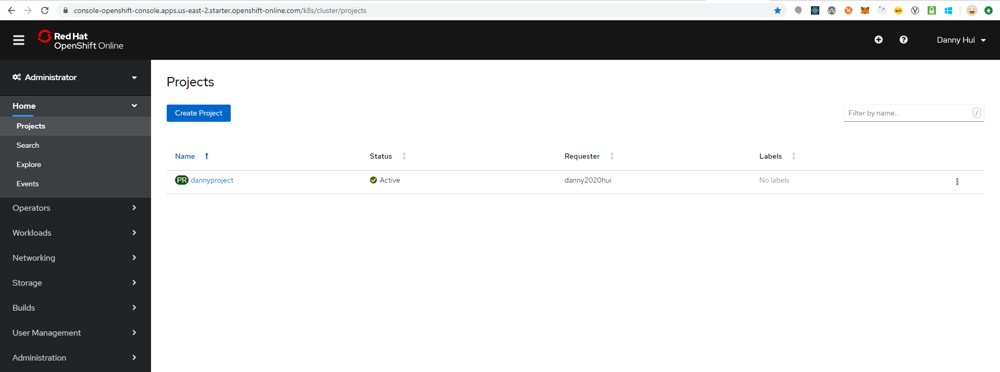 console-openshift-console.apps.us-east-2.starter.openshift-online.com/k8s/cluster/projects
Red Hat
OpenShift Online
Danny Hui
Administrator
Home
Projects
Search
Explore
Events
Operators
Workloads
Networking
Storage
Builds
User Management
Administration
Projects
Create Project
Filter by name...
/
Name Status Requester Labels
PR dannyproject Active danny2020hui No labels